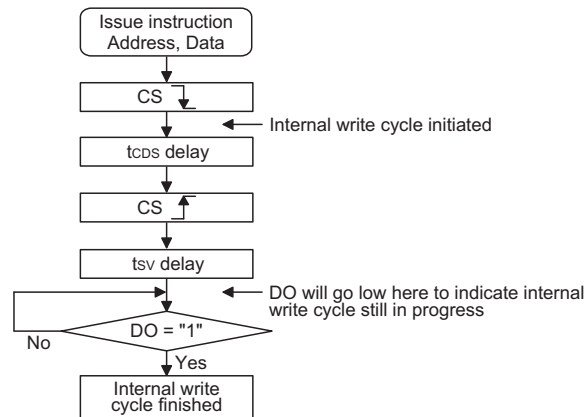 Issue instruction
Address, Data
CS
Internal write cycle initiated
tCDS delay
CS
tSV delay
DO will go low here to indicate internal
write cycle still in progress
DO = "1"
No
Yes
Internal write
cycle finished